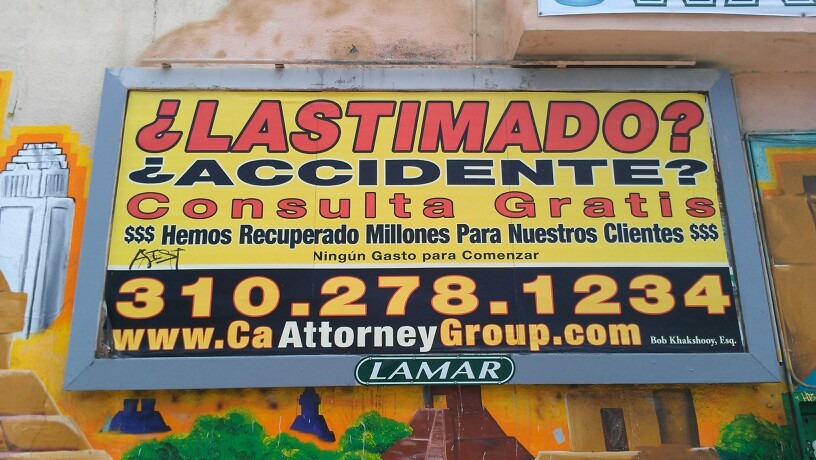 ¿LASTIMADO?
¿ACCIDENTE?
Consulta Gratis
$$$ Hemos Recuperado Millones Para Nuestros Clientes $$$
Ningún Gasto para Comenzar
310.278.1234
www.CaAttorneyGroup.com
Bob Khakshooy, Esq.
LAMAR